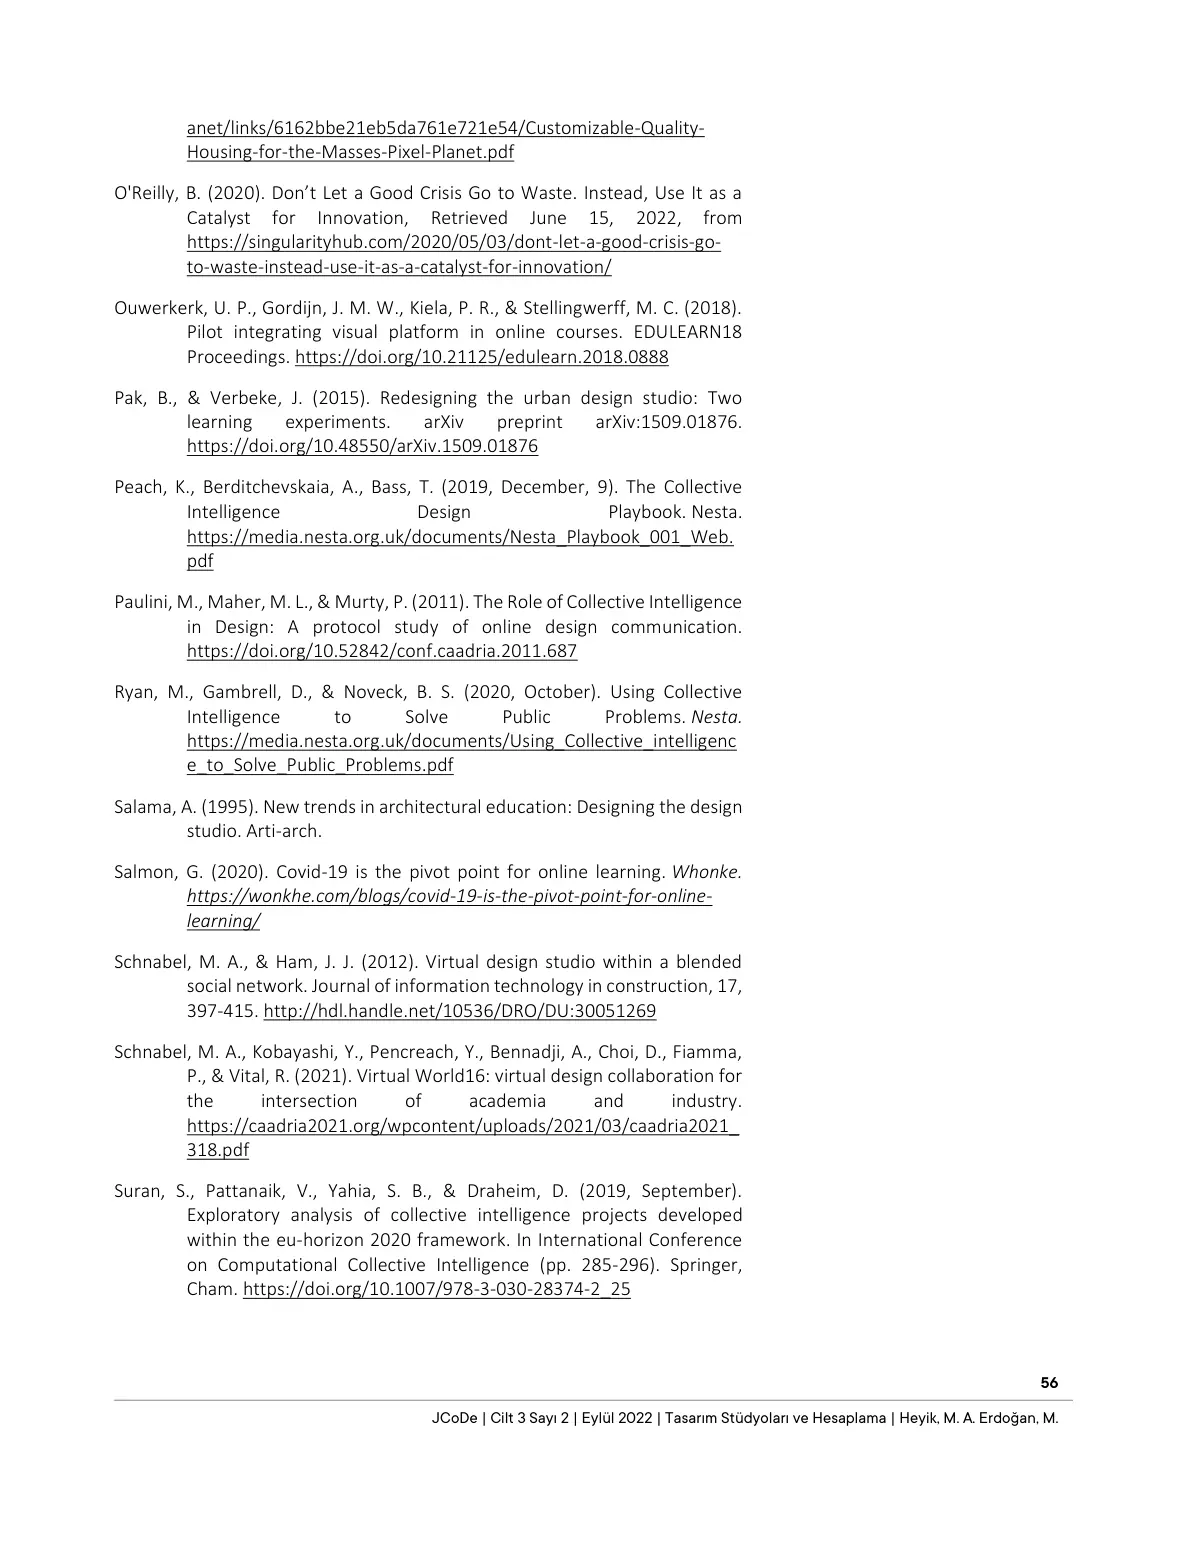 anet/links/6162bbe21eb5da761e721e54/Customizable-Quality-
Housing-for-the-Masses-Pixel-Planet.pdf
O'Reilly, B. (2020). Don’t Let a Good Crisis Go to Waste. Instead, Use It as a
Catalyst for Innovation, Retrieved June 15, 2022, from
https://singularityhub.com/2020/05/03/dont-let-a-good-crisis-go-
to-waste-instead-use-it-as-a-catalyst-for-innovation/
Ouwerkerk, U. P., Gordijn, J. M. W., Kiela, P. R., & Stellingwerff, M. C. (2018).
Pilot integrating visual platform in online courses. EDULEARN18
Proceedings. https://doi.org/10.21125/edulearn.2018.0888
Pak, B., & Verbeke, J. (2015). Redesigning the urban design studio: Two
learning experiments. arXiv preprint arXiv:1509.01876.
https://doi.org/10.48550/arXiv.1509.01876
Peach, K., Berditchevskaia, A., Bass, T. (2019, December, 9). The Collective
Intelligence Design Playbook. Nesta.
https://media.nesta.org.uk/documents/Nesta_Playbook_001_Web.
pdf
Paulini, M., Maher, M. L., & Murty, P. (2011). The Role of Collective Intelligence
in Design: A protocol study of online design communication.
https://doi.org/10.52842/conf.caadria.2011.687
Ryan, M., Gambrell, D., & Noveck, B. S. (2020, October). Using Collective
Intelligence to Solve Public Problems. Nesta.
https://media.nesta.org.uk/documents/Using_Collective_intelligenc
e_to_Solve_Public_Problems.pdf
Salama, A. (1995). New trends in architectural education: Designing the design
studio. Arti-arch.
Salmon, G. (2020). Covid-19 is the pivot point for online learning. Whonke.
https://wonkhe.com/blogs/covid-19-is-the-pivot-point-for-online-
learning/
Schnabel, M. A., & Ham, J. J. (2012). Virtual design studio within a blended
social network. Journal of information technology in construction, 17,
397-415. http://hdl.handle.net/10536/DRO/DU:30051269
Schnabel, M. A., Kobayashi, Y., Pencreach, Y., Bennadji, A., Choi, D., Fiamma,
P., & Vital, R. (2021). Virtual World16: virtual design collaboration for
the intersection of academia and industry.
https://caadria2021.org/wpcontent/uploads/2021/03/caadria2021_
318.pdf
Suran, S., Pattanaik, V., Yahia, S. B., & Draheim, D. (2019, September).
Exploratory analysis of collective intelligence projects developed
within the eu-horizon 2020 framework. In International Conference
on Computational Collective Intelligence (pp. 285-296). Springer,
Cham. https://doi.org/10.1007/978-3-030-28374-2_25
56
JCoDe | Cilt 3 Sayı 2 | Eylül 2022 | Tasarım Stüdyoları ve Hesaplama | Heyik, M. A. Erdoğan, M.